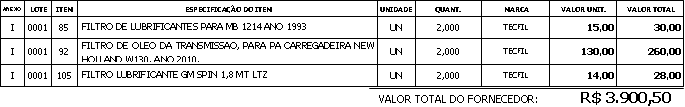 ANEXO LOTE ITEM ESPECIFICAÇÃO DO ITEM UNIDADE QUANT. MARCA VALOR UNIT. VALOR TOTAL
I 0001 85 FILTRO DE LUBRIFICANTES PARA MB 1214 ANO 1993 UN 2,000 TECFIL 15,00 30,00
I 0001 92 FILTRO DE OLEO DA TRANSMISSAO, PARA PA CARREGADEIRA NEW UN 2,000 TECFIL 130,00 260,00
HOLLAND W130, ANO 2010.
I 0001 105 FILTRO LUBRIFICANTE GM SPIN 1,8 MT LTZ UN 2,000 TECFIL 14,00 28,00
VALOR TOTAL DO FORNECEDOR: R$ 3.900,50